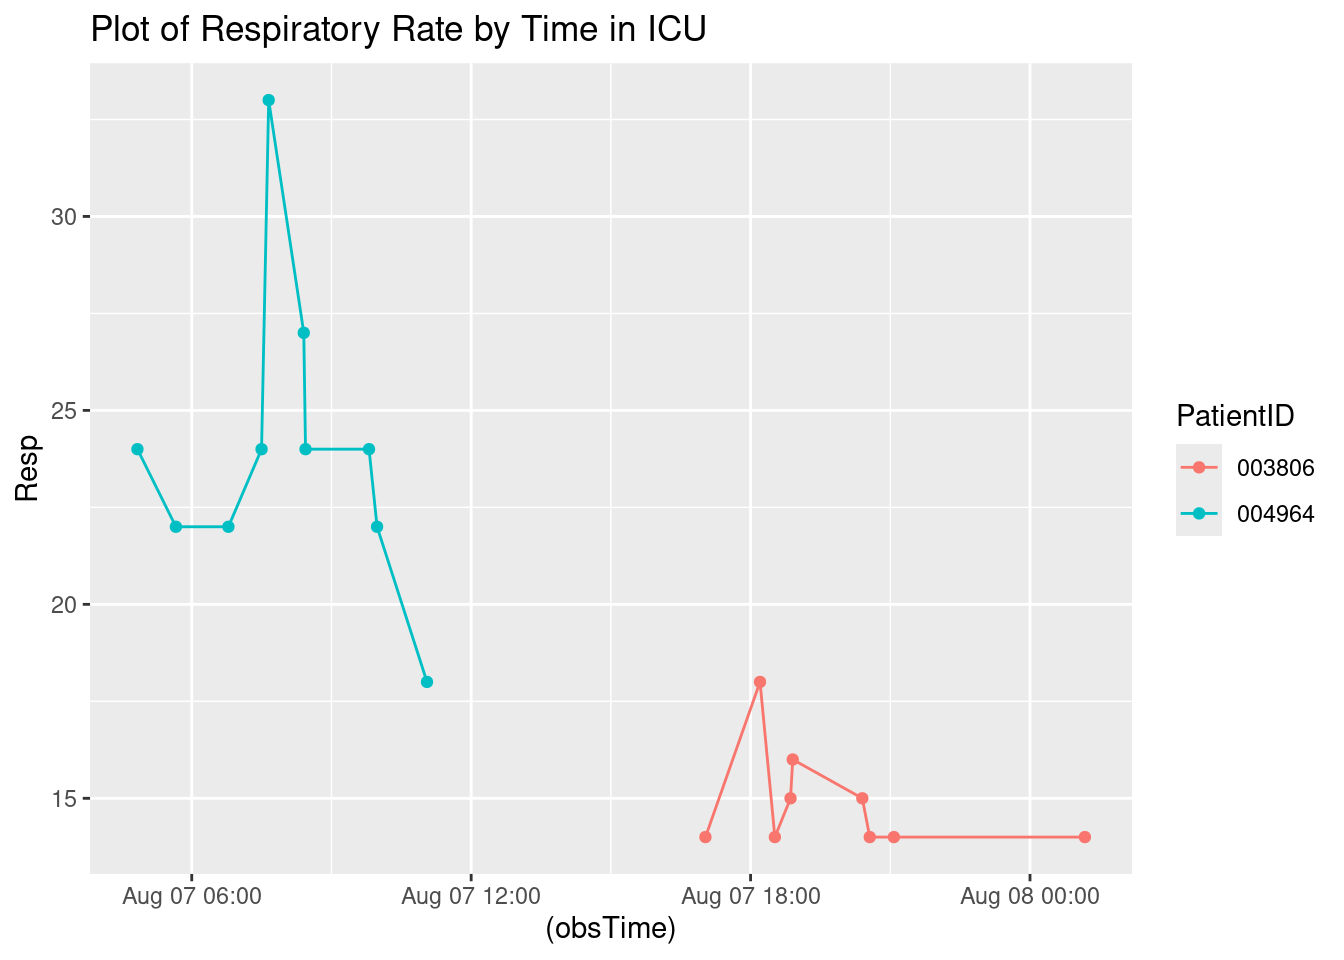 Plot of Respiratory Rate by Time in ICU
Resp
30
25
20
15
Aug 07 06:00
Aug 07 12:00
Aug 07 18:00
Aug 08 00:00
(obsTime)
PatientID
003806
004964